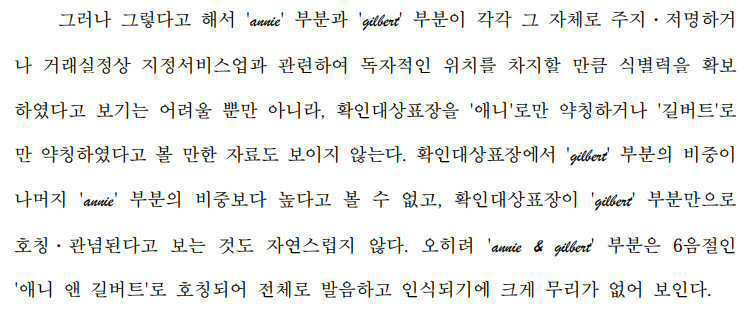 그러나 그렇다고 해서 'annie' 부분과 'gilbert' 부분이 각각 그 자체로 주지·저명하거
나 거래실정상 지정서비스업과 관련하여 독자적인 위치를 차지할 만큼 식별력을 확보
하였다고 보기는 어려울 뿐만 아니라, 확인대상표장을 '애니'로만 약칭하거나 '길버트'로
만 약칭하였다고 볼 만한 자료도 보이지 않는다. 확인대상표장에서 'gilbert' 부분의 비중이
나머지 'annie' 부분의 비중보다 높다고 볼 수 없고, 확인대상표장이 'gilbert' 부분만으로
호칭·관념된다고 보는 것도 자연스럽지 않다. 오히려 'annie & gilbert' 부분은 6음절인
'애니 앤 길버트'로 호칭되어 전체로 발음하고 인식되기에 크게 무리가 없어 보인다.